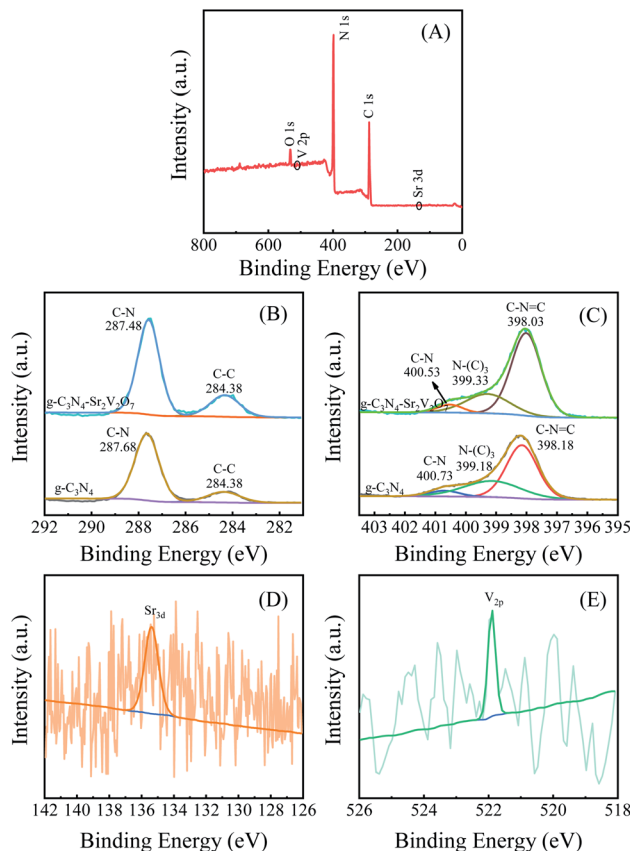 (A)
N 1s
C 1s
O 1s
V 2p
Sr 3d
Intensity (a.u.)
800 600 400 200 0
Binding Energy (eV)
(B)
C-N
287.48
C-C
284.38
g-C₃N₄-Sr₂V₂O₇
C-N
287.68
C-C
284.38
g-C₃N₄
Intensity (a.u.)
292 290 288 286 284 282
Binding Energy (eV)
(C)
C-N=C
398.03
C-N
400.53
N-(C)₃
399.33
g-C₃N₄-Sr₂V₂O₇
C-N=C
398.18
N-(C)₃
399.18
C-N
400.73
g-C₃N₄
Intensity (a.u.)
403 402 401 400 399 398 397 396 395
Binding Energy (eV)
(D)
Sr₃d
Intensity (a.u.)
142 140 138 136 134 132 130 128 126
Binding Energy (eV)
(E)
V₂p
Intensity (a.u.)
526 524 522 520 518
Binding Energy (eV)